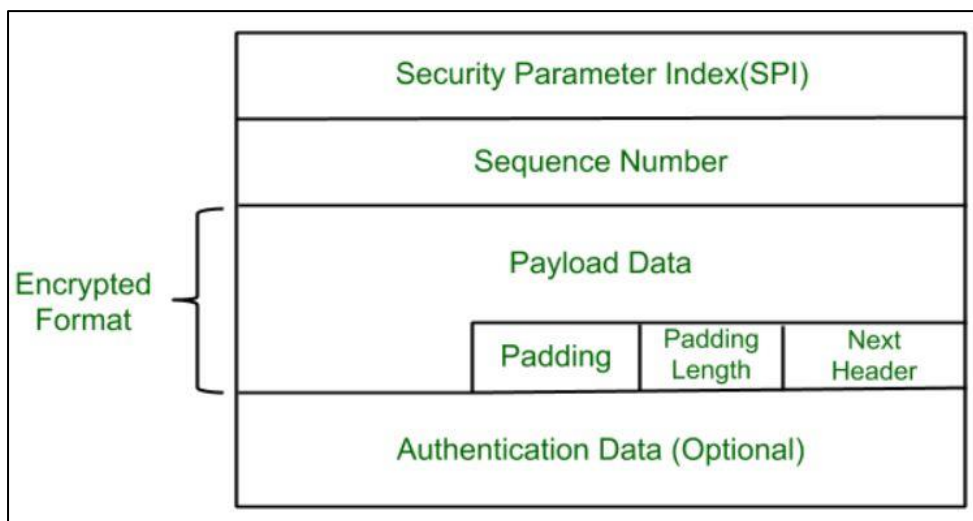 Security Parameter Index(SPI)
Sequence Number
Payload Data
Encrypted
Format
Padding
Padding
Length
Next
Header
Authentication Data (Optional)